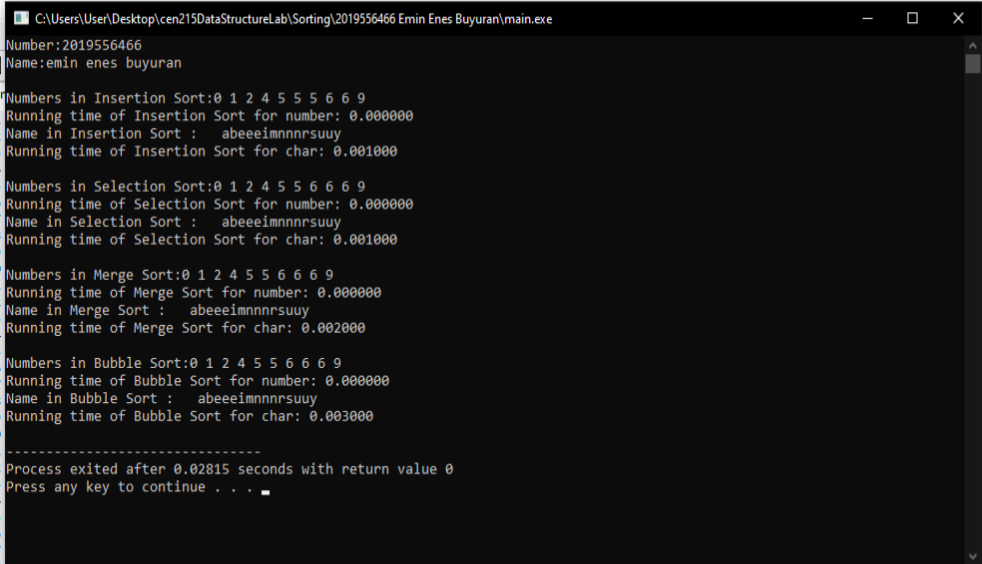 C:\Users\User\Desktop\cen215DataStructureLab\Sorting\2019556466 Emin Enes Buyuran\main.exe
Number:2019556466
Name:emin enes buyuran
Numbers in Insertion Sort:0 1 2 4 5 5 5 6 6 9
Running time of Insertion Sort for number: 0.000000
Name in Insertion Sort :   abeeeimnnnrsuuy
Running time of Insertion Sort for char: 0.001000
Numbers in Selection Sort:0 1 2 4 5 5 6 6 6 9
Running time of Selection Sort for number: 0.000000
Name in Selection Sort :   abeeeimnnnrsuuy
Running time of Selection Sort for char: 0.001000
Numbers in Merge Sort:0 1 2 4 5 5 6 6 6 9
Running time of Merge Sort for number: 0.000000
Name in Merge Sort :   abeeeimnnnrsuuy
Running time of Merge Sort for char: 0.002000
Numbers in Bubble Sort:0 1 2 4 5 5 6 6 6 9
Running time of Bubble Sort for number: 0.000000
Name in Bubble Sort :   abeeeimnnnrsuuy
Running time of Bubble Sort for char: 0.003000
--------------------------------
Process exited after 0.02815 seconds with return value 0
Press any key to continue . . .